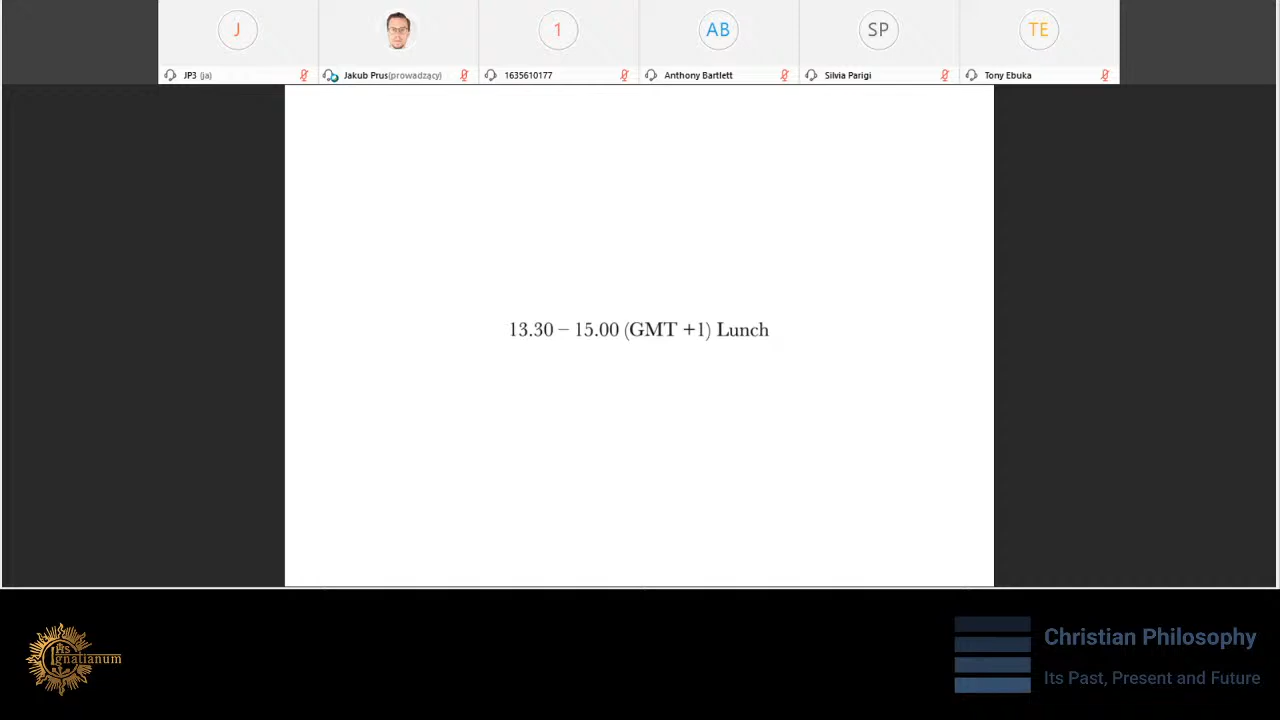 J
1
AB
SP
TE
JP3 (ja)
Jakub Prus(prowadzący)
1635610177
Anthony Bartlett
Silvia Parigi
Tony Ebuka
13.30 – 15.00 (GMT +1) Lunch
Ignatianum
Christian Philosophy
Its Past, Present and Future